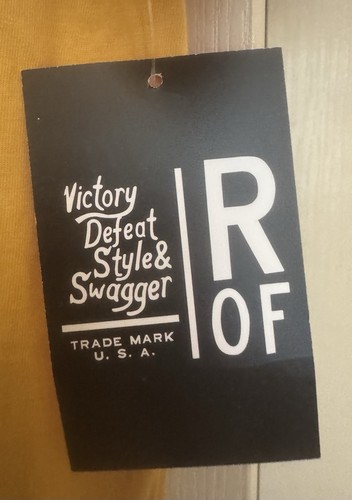 Victory
Defeat
Style&
Swagger
TRADE MARK
U. S. A.
R
OF